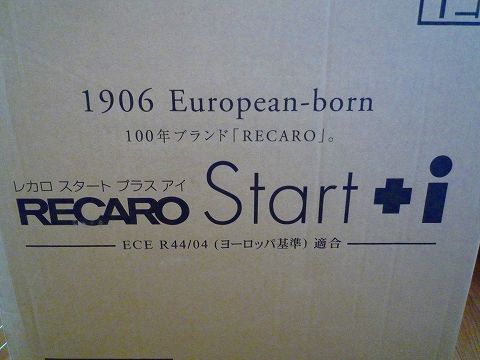 1906 European-born
100年ブランド「RECARO」。
レカロ スタート プラス アイ
RECARO Start +i
ECE R44/04 (ヨーロッパ基準) 適合